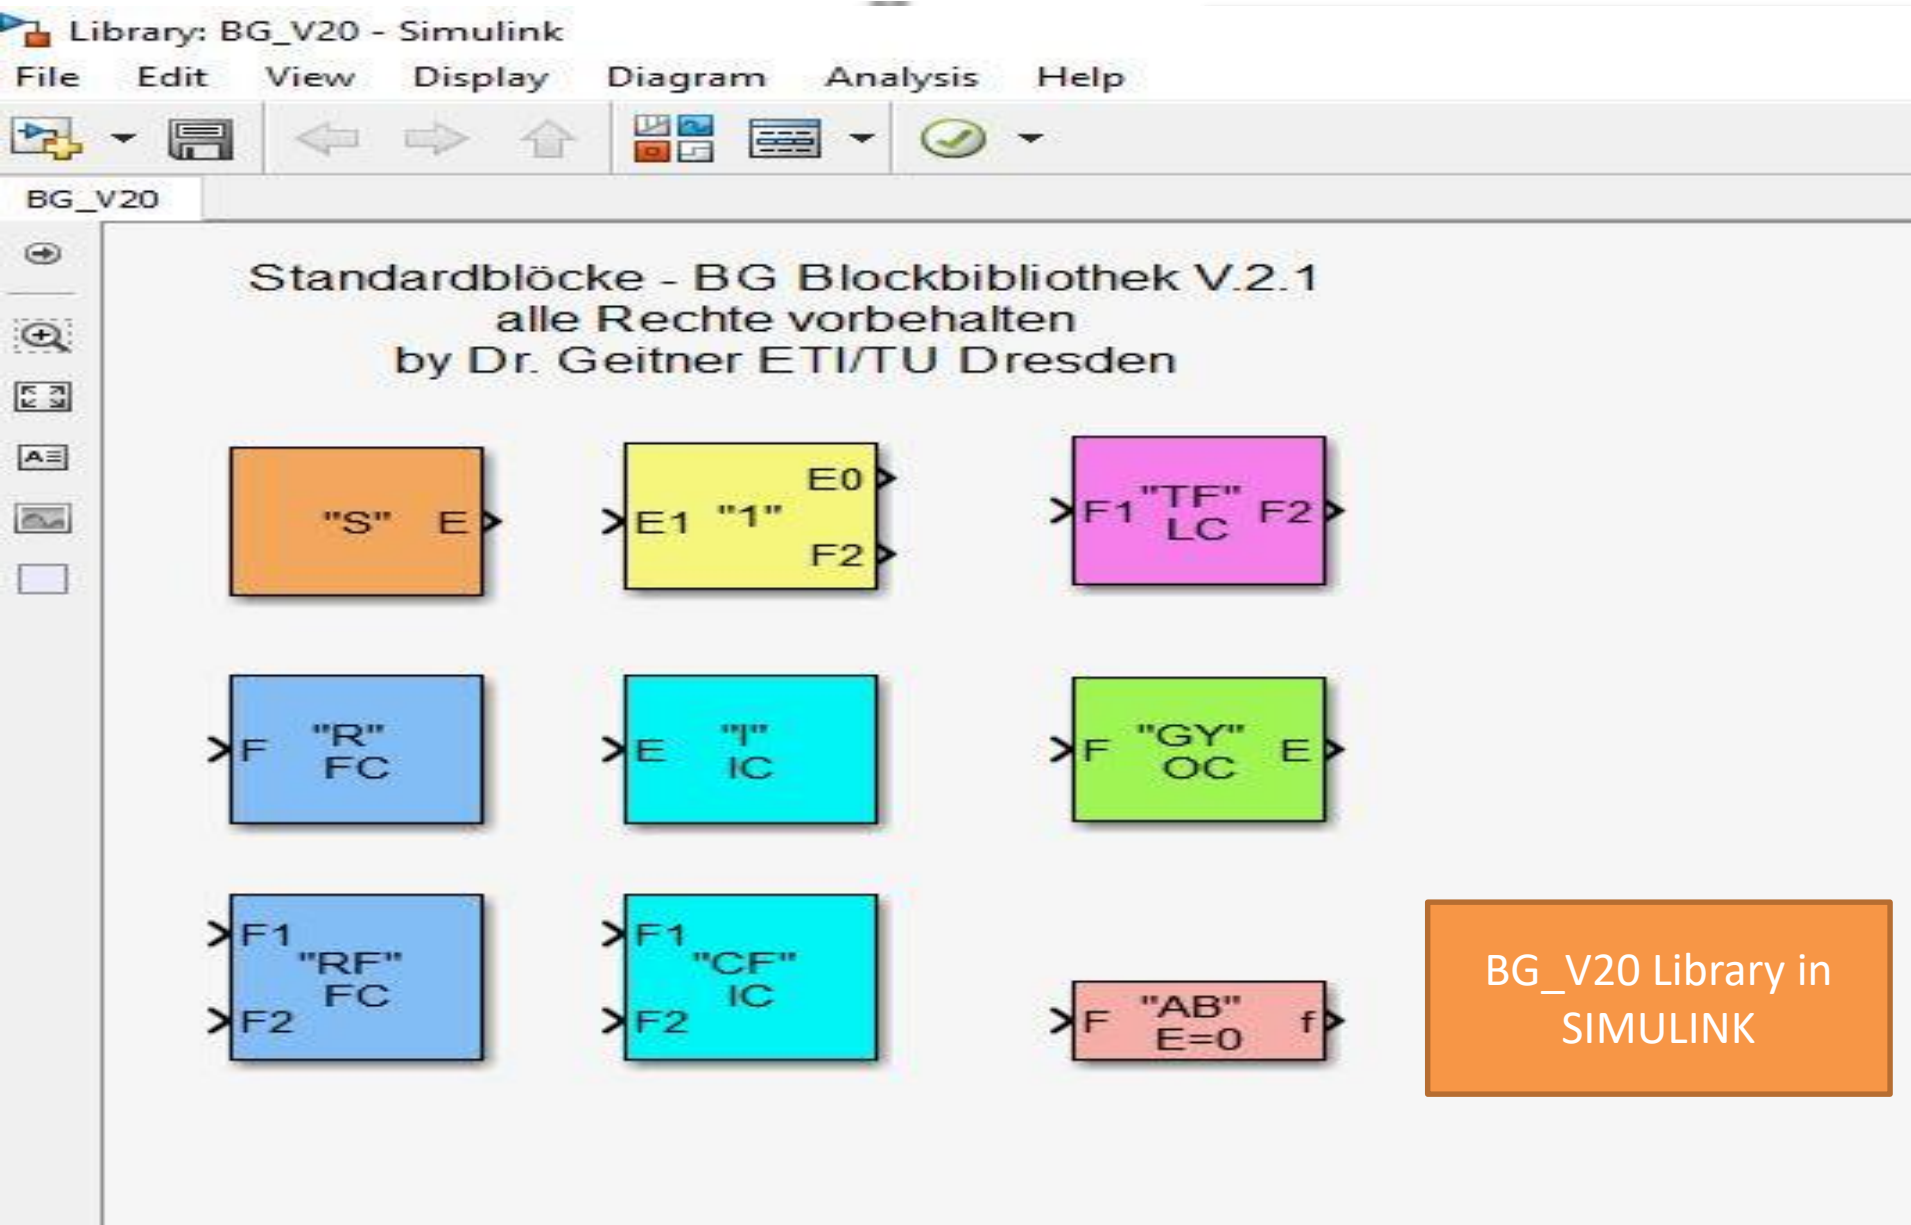 Library: BG_V20 - Simulink
File Edit View Display Diagram Analysis Help
BG_V20
Standardblöcke - BG Blockbibliothek V.2.1
alle Rechte vorbehalten
by Dr. Geitner ETI/TU Dresden
"S" E
E1 "1" E0
F2
F1 "TF" F2
LC
F "R"
FC
E "I"
IC
F "GY" E
OC
F1
"RF"
FC
F2
F1
"CF"
IC
F2
F "AB" f
E=0
BG_V20 Library in
SIMULINK